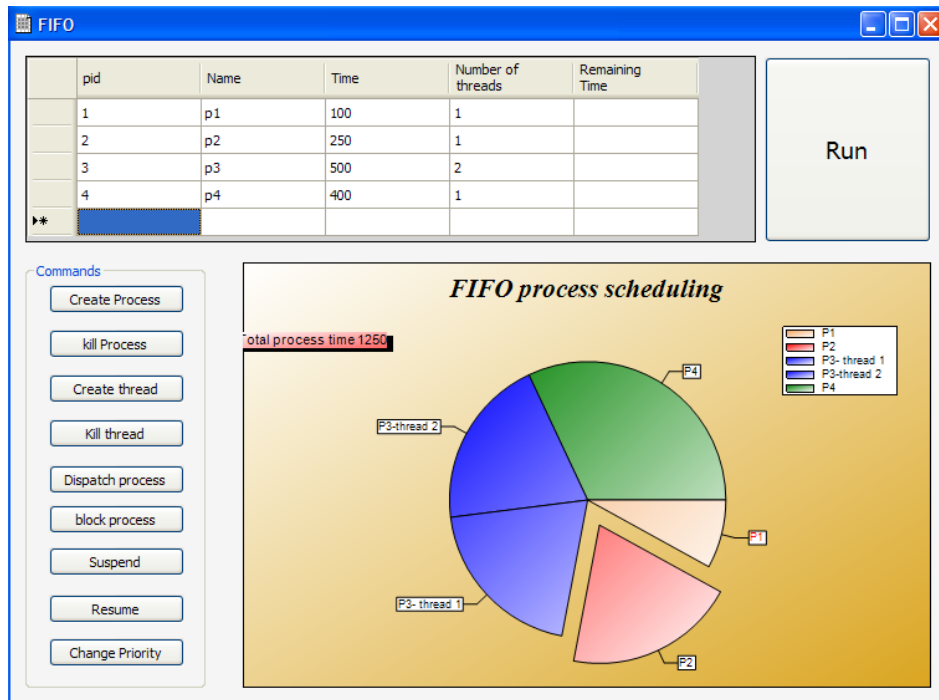 FIFO
pid Name Time Number of threads Remaining Time
1 p1 100 1
2 p2 250 1
3 p3 500 2
4 p4 400 1
Run
Commands
Create Process
kill Process
Create thread
Kill thread
Dispatch process
block process
Suspend
Resume
Change Priority
FIFO process scheduling
Total process time 1250
P1
P2
P3- thread 1
P3-thread 2
P4
P4
P3-thread 2
P1
P3- thread 1
P2